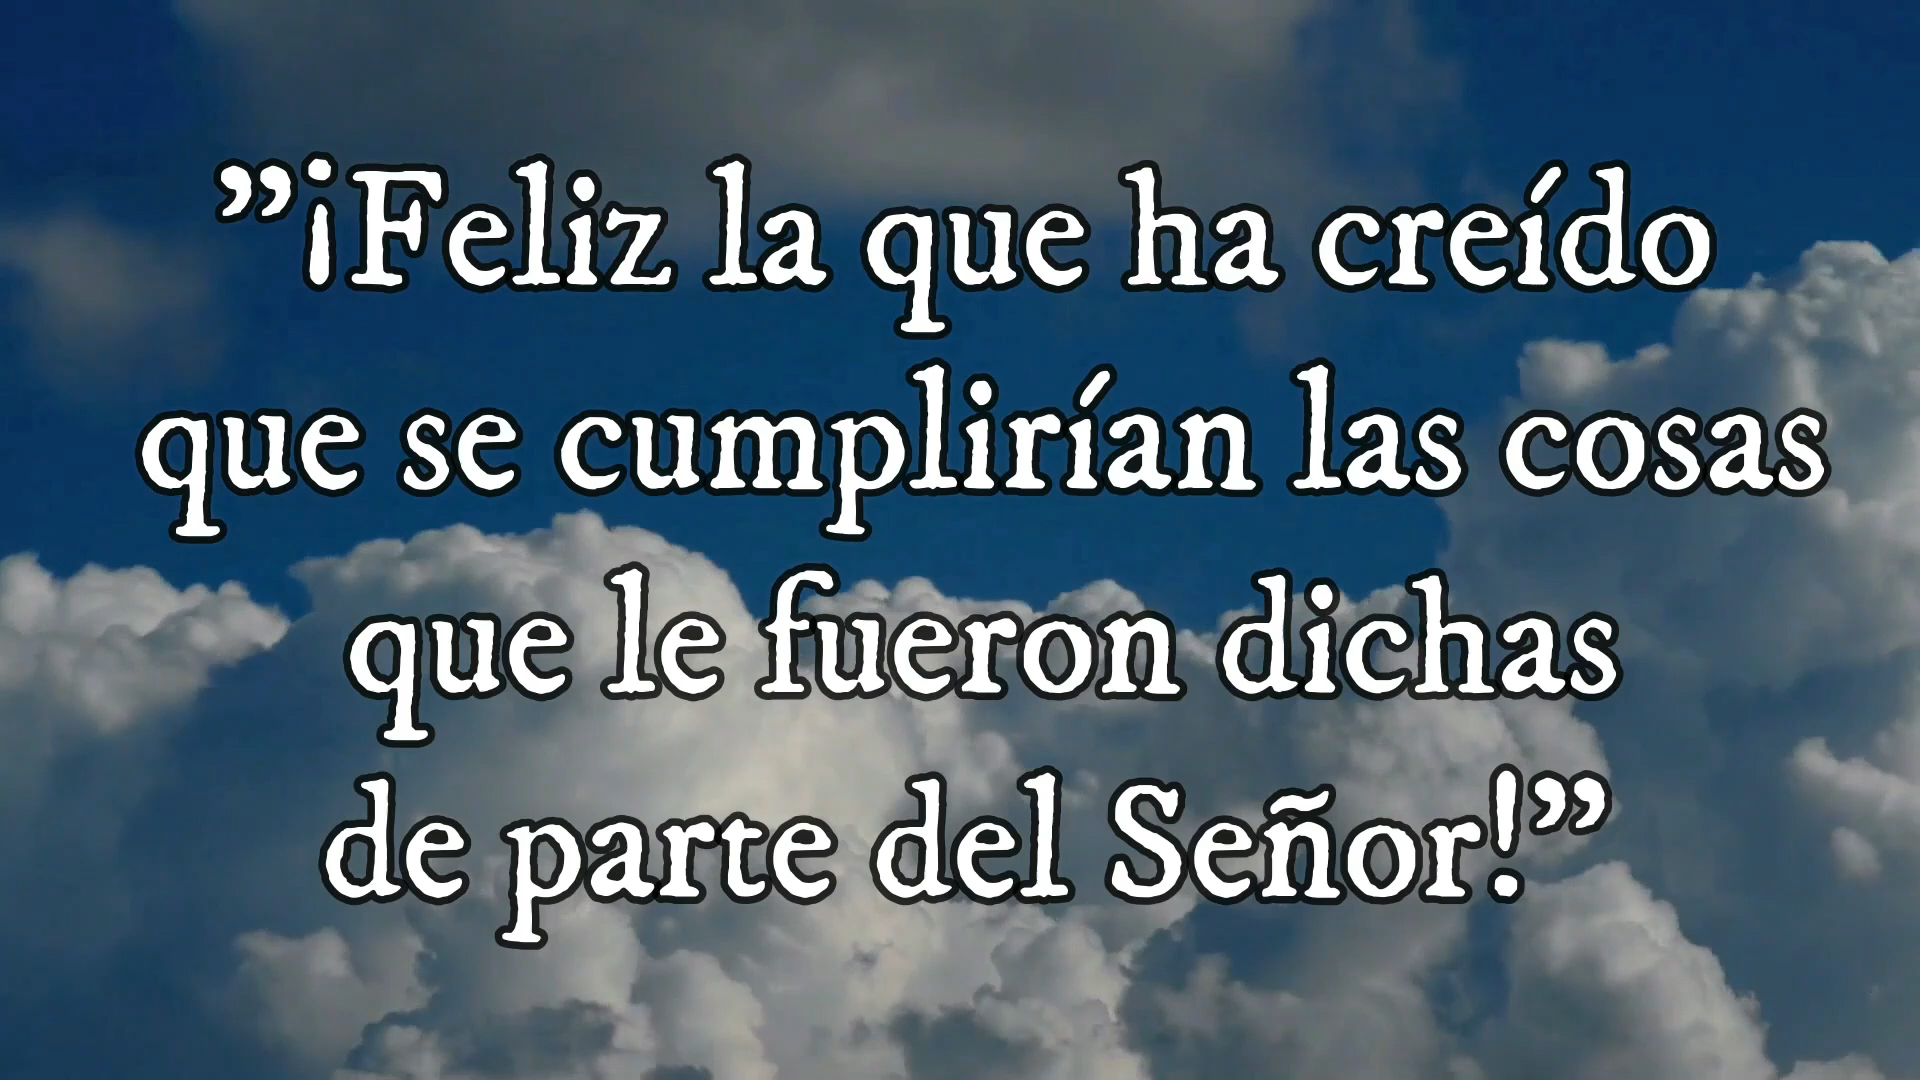 ”¡Feliz la que ha creído
que se cumplirían las cosas
que le fueron dichas
de parte del Señor!”